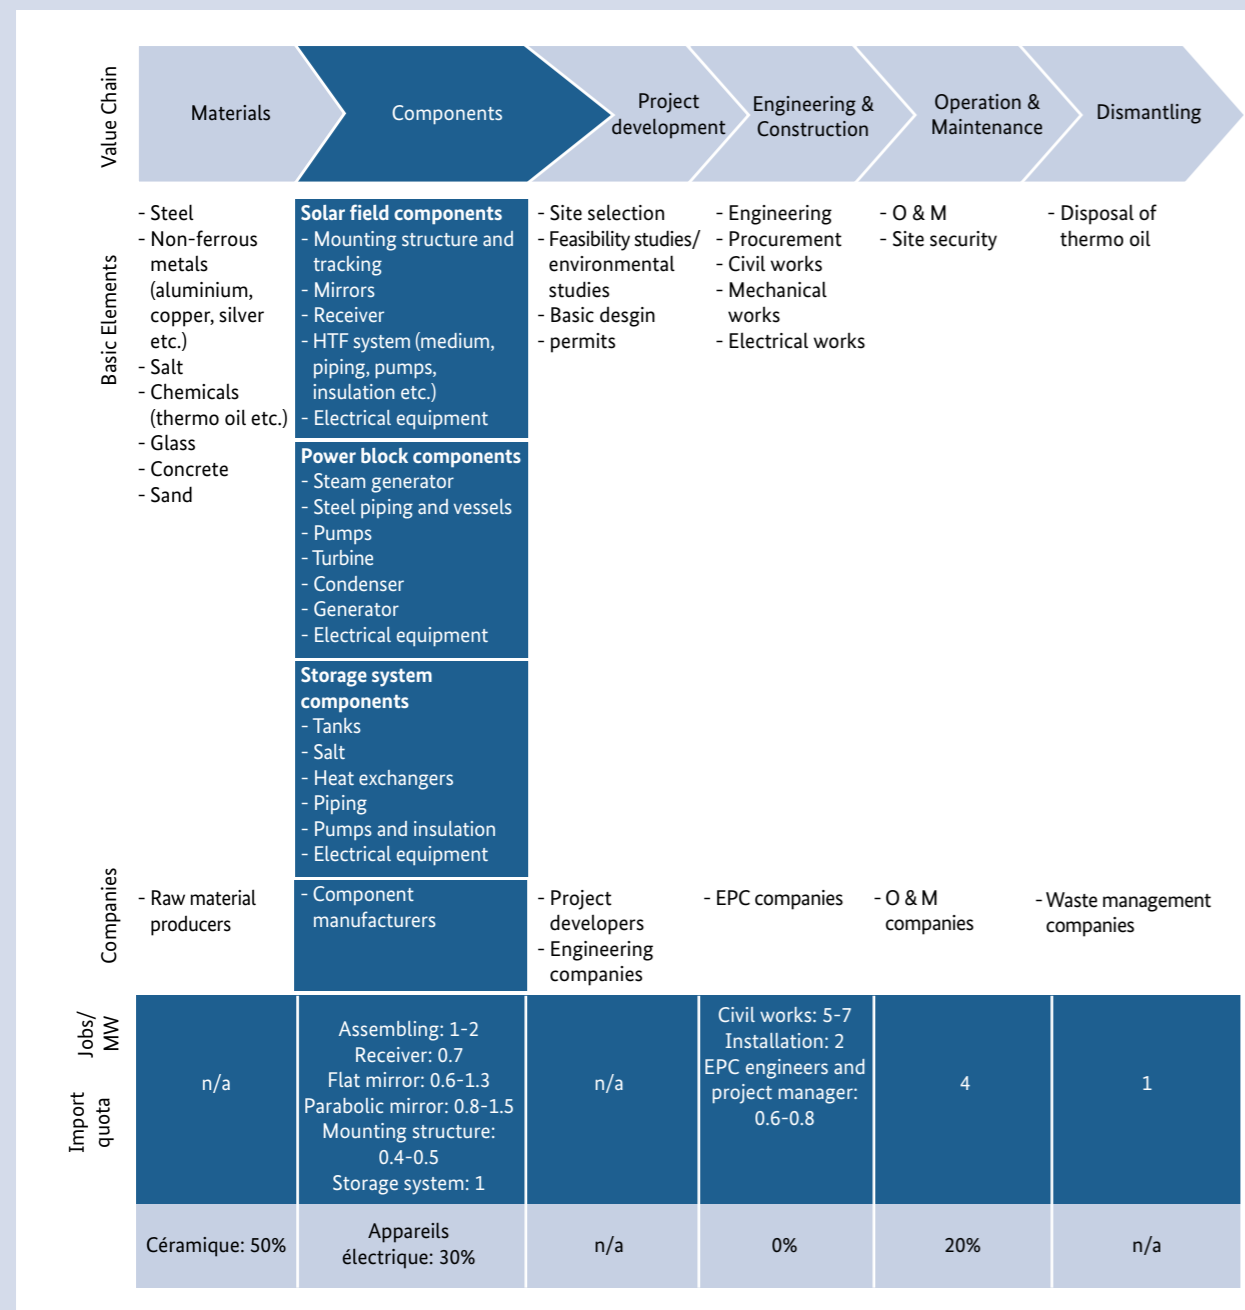 Value Chain
Materials
Components
Project
development
Engineering &
Construction
Operation &
Maintenance
Dismantling
Basic Elements
- Steel
- Non-ferrous
metals
(aluminium,
copper, silver
etc.)
- Salt
- Chemicals
(thermo oil etc.)
- Glass
- Concrete
- Sand
Solar field components
- Mounting structure and
tracking
- Mirrors
- Receiver
- HTF system (medium,
piping, pumps,
insulation etc.)
- Electrical equipment
Power block components
- Steam generator
- Steel piping and vessels
- Pumps
- Turbine
- Condenser
- Generator
- Electrical equipment
Storage system
components
- Tanks
- Salt
- Heat exchangers
- Piping
- Pumps and insulation
- Electrical equipment
- Site selection
- Feasibility studies/
environmental
studies
- Basic desgin
- permits
- Engineering
- Procurement
- Civil works
- Mechanical
works
- Electrical works
- O & M
- Site security
- Disposal of
thermo oil
Companies
- Raw material
producers
- Component
manufacturers
- Project
developers
- Engineering
companies
- EPC companies
- O & M
companies
- Waste management
companies
Jobs/
MW
n/a
Assembling: 1-2
Receiver: 0.7
Flat mirror: 0.6-1.3
Parabolic mirror: 0.8-1.5
Mounting structure:
0.4-0.5
Storage system: 1
n/a
Civil works: 5-7
Installation: 2
EPC engineers and
project manager:
0.6-0.8
4
1
Import
quota
Céramique: 50%
Appareils
électrique: 30%
n/a
0%
20%
n/a